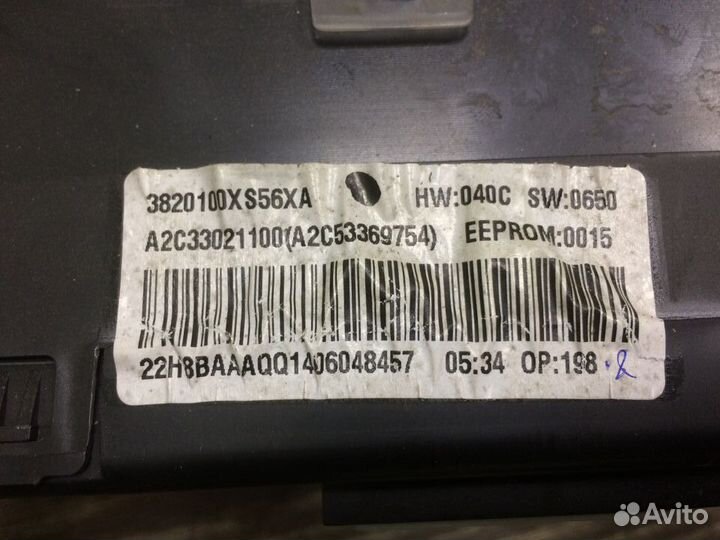 3820100XS56XA HW:040C SW:0650
A2C33021100(A2C53369754) EEPROM:0015
22H8BAAAQQ1406048457 05:34 OP:198 &
Avito